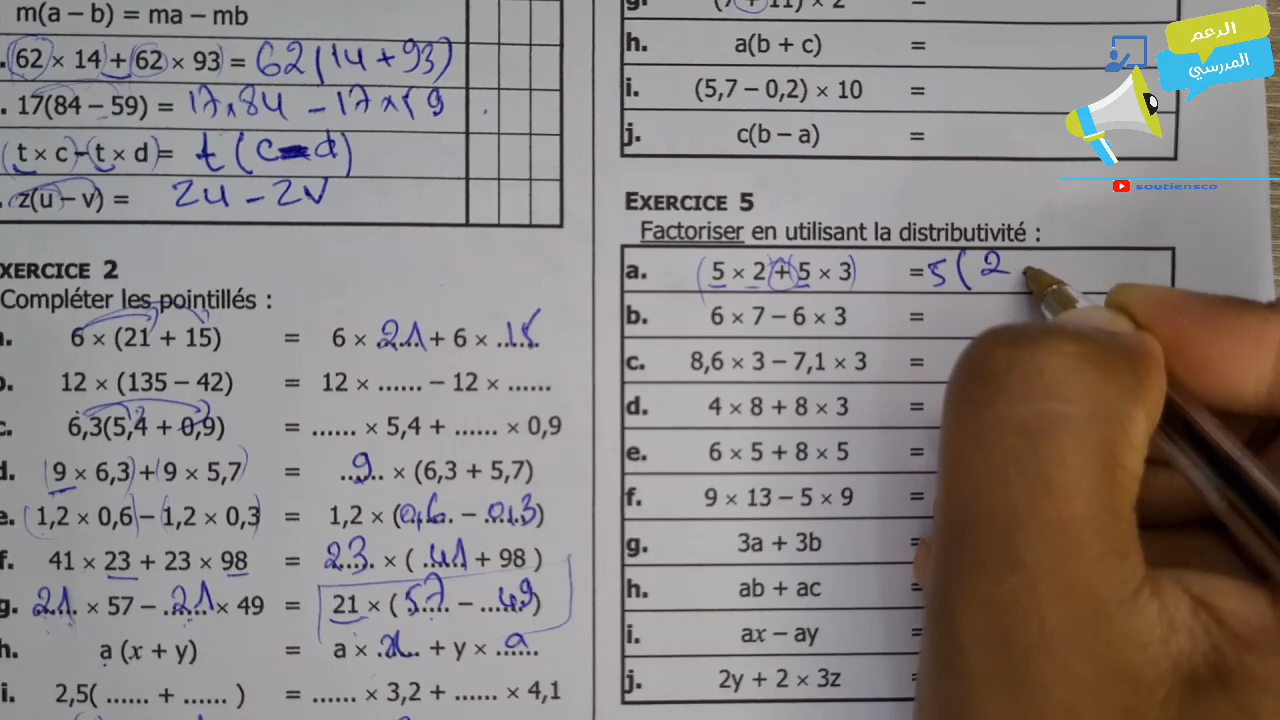 m(a – b) = ma – mb
62 × 14 + 62 × 93 = 62 (14 + 93)
17(84 – 59) = 17×84 – 17×59
t × c – t × d = t (c – d)
z(u – v) = zu – zv
EXERCICE 2
Compléter les pointillés :
6 × (21 + 15) = 6 × 21 + 6 × 15
12 × (135 – 42) = 12 × ...... – 12 × ......
c. 6,3(5,4 + 0,9) = ...... × 5,4 + ...... × 0,9
d. (9 × 6,3) + (9 × 5,7) = 9 × (6,3 + 5,7)
e. (1,2 × 0,6) – (1,2 × 0,3 = 1,2 × (0,6 – 0,3)
f. 41 × 23 + 23 × 98 = 23 × ( 41 + 98 )
g. 21 × 57 – 21 × 49 = 21 × ( 57 – 49)
h. a (x + y) = a × x + y × a
i. 2,5( ...... + ...... ) = ...... × 3,2 + ...... × 4,1
h. a(b + c) =
i. (5,7 – 0,2) × 10 =
j. c(b – a) =
EXERCICE 5
Factoriser en utilisant la distributivité :
a. (5 × 2 + (5 × 3) = 5 ( 2
b. 6 × 7 – 6 × 3 =
c. 8,6 × 3 – 7,1 × 3 =
d. 4 × 8 + 8 × 3 =
e. 6 × 5 + 8 × 5 =
f. 9 × 13 – 5 × 9 =
g. 3a + 3b =
h. ab + ac =
i. ax – ay =
j. 2y + 2 × 3z =
الدعم
المدرسي
soutiensco